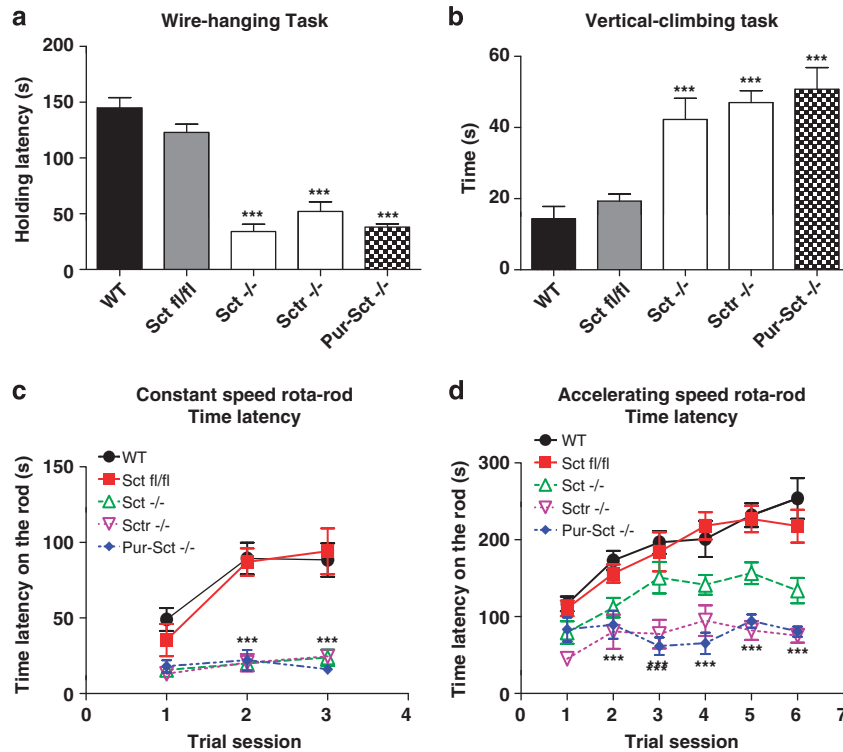 a
Wire-hanging Task
Holding latency (s)
200
150
100
50
0
***
***
***
WT
Sct fl/fl
Sct -/-
Sctr -/-
Pur-Sct -/-
b
Vertical-climbing task
Time (s)
60
40
20
0
***
***
***
WT
Sct fl/fl
Sct -/-
Sctr -/-
Pur-Sct -/-
c
Constant speed rota-rod
Time latency
WT
Sct fl/fl
Sct -/-
Sctr -/-
Pur-Sct -/-
Time latency on the rod (s)
150
100
50
0
*** ***
0 1 2 3 4
Trial session
d
Accelerating speed rota-rod
Time latency
WT
Sct fl/fl
Sct -/-
Sctr -/-
Pur-Sct -/-
Time latency on the rod (s)
300
200
100
0
*** *** *** *** ***
***
0 1 2 3 4 5 6 7
Trial session